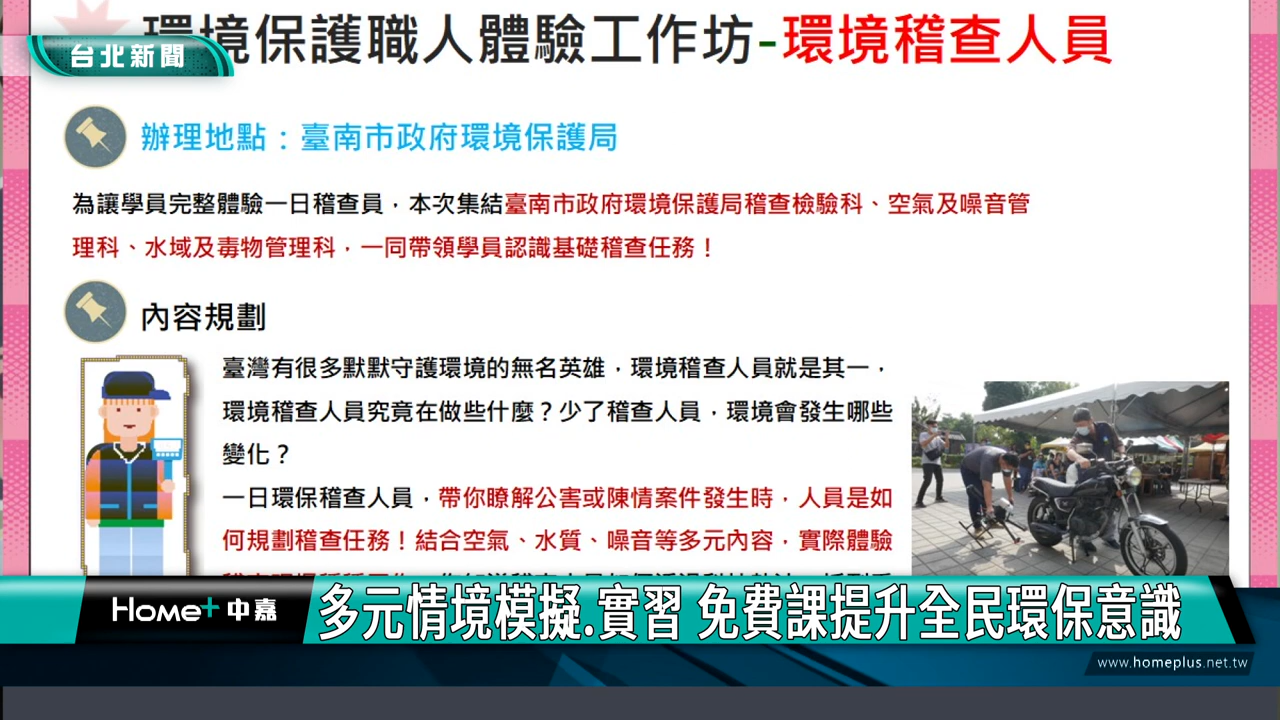 台北新聞
環境保護職人體驗工作坊-環境稽查人員
辦理地點：臺南市政府環境保護局
為讓學員完整體驗一日稽查員，本次集結臺南市政府環境保護局稽查檢驗科、空氣及噪音管
理科、水域及毒物管理科，一同帶領學員認識基礎稽查任務！
內容規劃
臺灣有很多默默守護環境的無名英雄，環境稽查人員就是其一，
環境稽查人員究竟在做些什麼？少了稽查人員，環境會發生哪些
變化？
一日環保稽查人員，帶你瞭解公害或陳情案件發生時，人員是如
何規劃稽查任務！結合空氣、水質、噪音等多元內容，實際體驗
Home+ 中嘉
多元情境模擬.實習 免費課提升全民環保意識
www.homeplus.net.tw